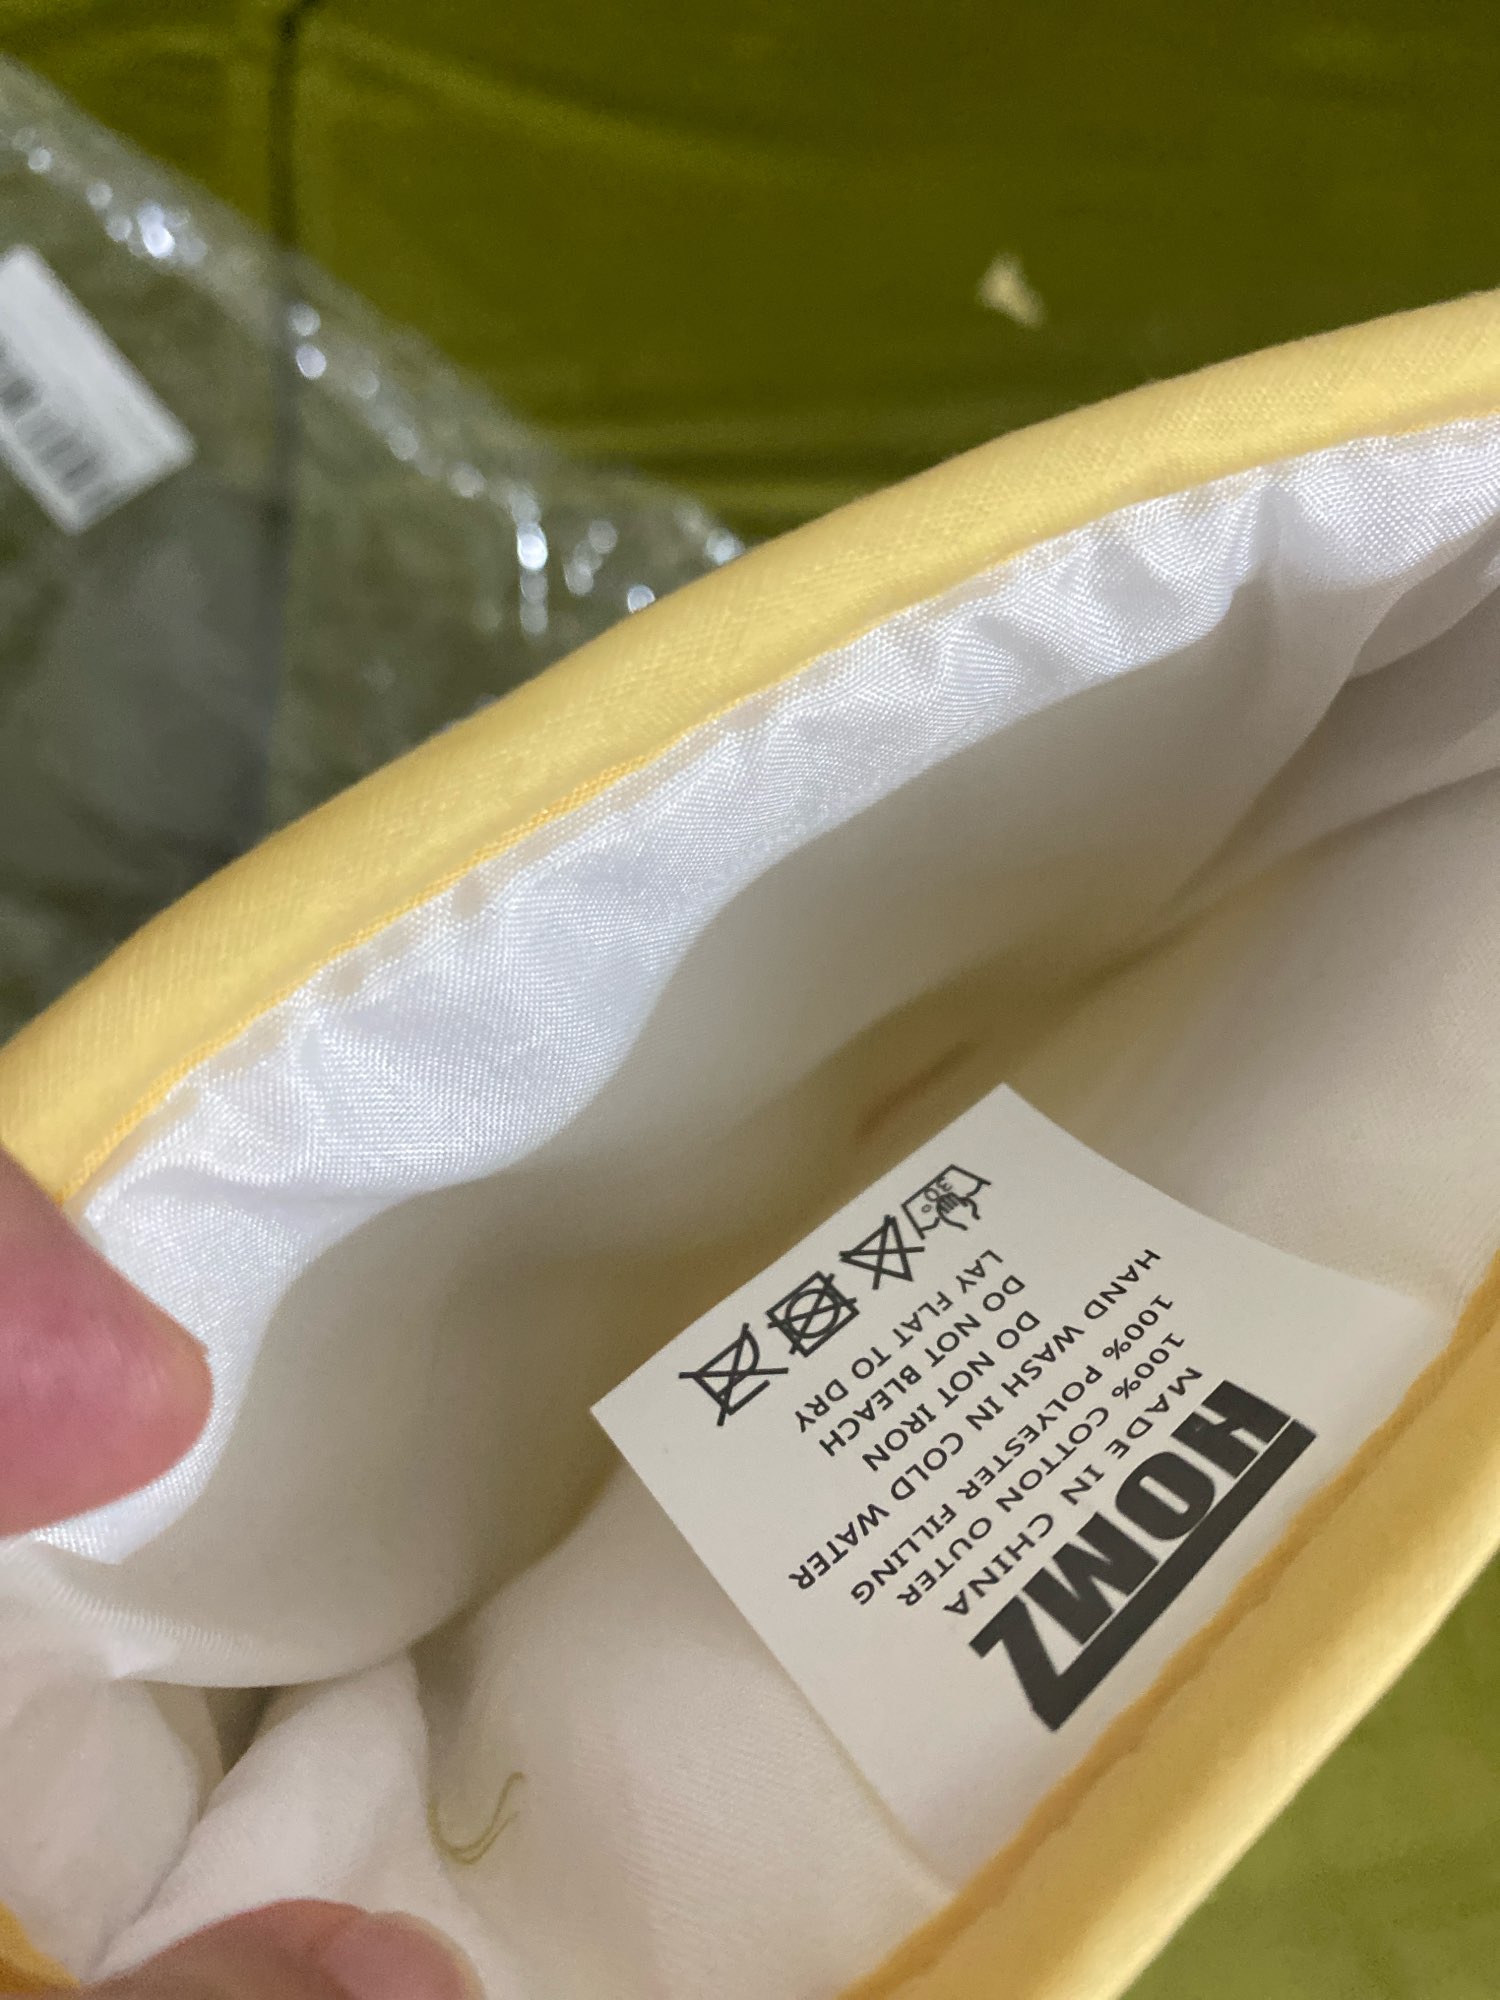 HOMZ
MADE IN CHINA
100% COTTON OUTER
100% POLYESTER FILLING
HAND WASH IN COLD WATER
DO NOT IRON
DO NOT BLEACH
LAY FLAT TO DRY
30°